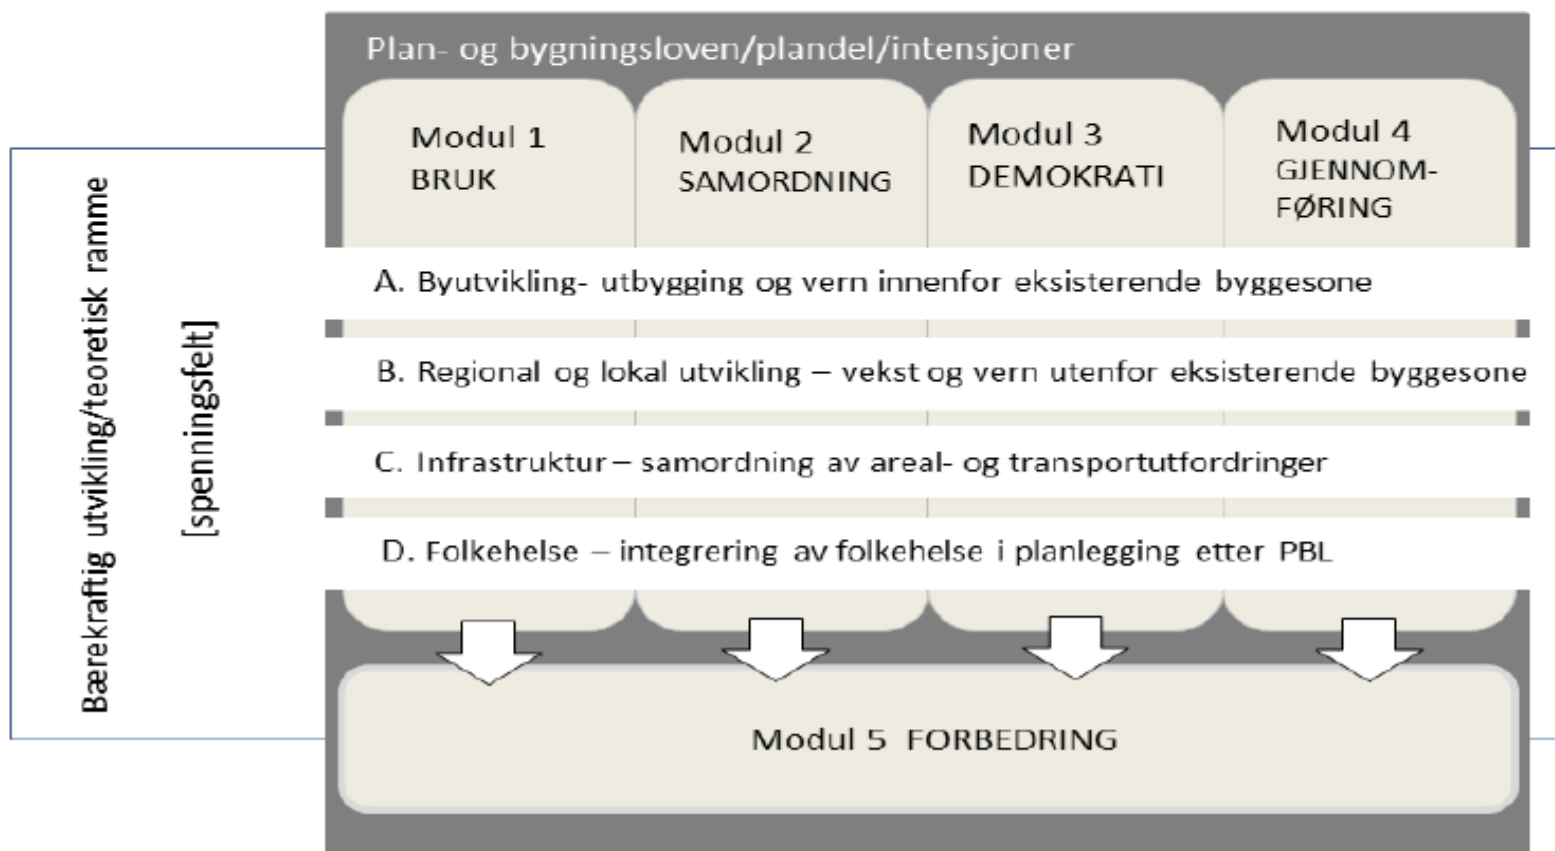 Plan- og bygningsloven/plandel/intensjoner
Modul 1
BRUK
Modul 2
SAMORDNING
Modul 3
DEMOKRATI
Modul 4
GJENNOM-
FØRING
Bærekraftig utvikling/teoretisk ramme
[spenningsfelt]
A. Byutvikling- utbygging og vern innenfor eksisterende byggesone
B. Regional og lokal utvikling – vekst og vern utenfor eksisterende byggesone
C. Infrastruktur – samordning av areal- og transportutfordringer
D. Folkehelse – integrering av folkehelse i planlegging etter PBL
Modul 5 FORBEDRING